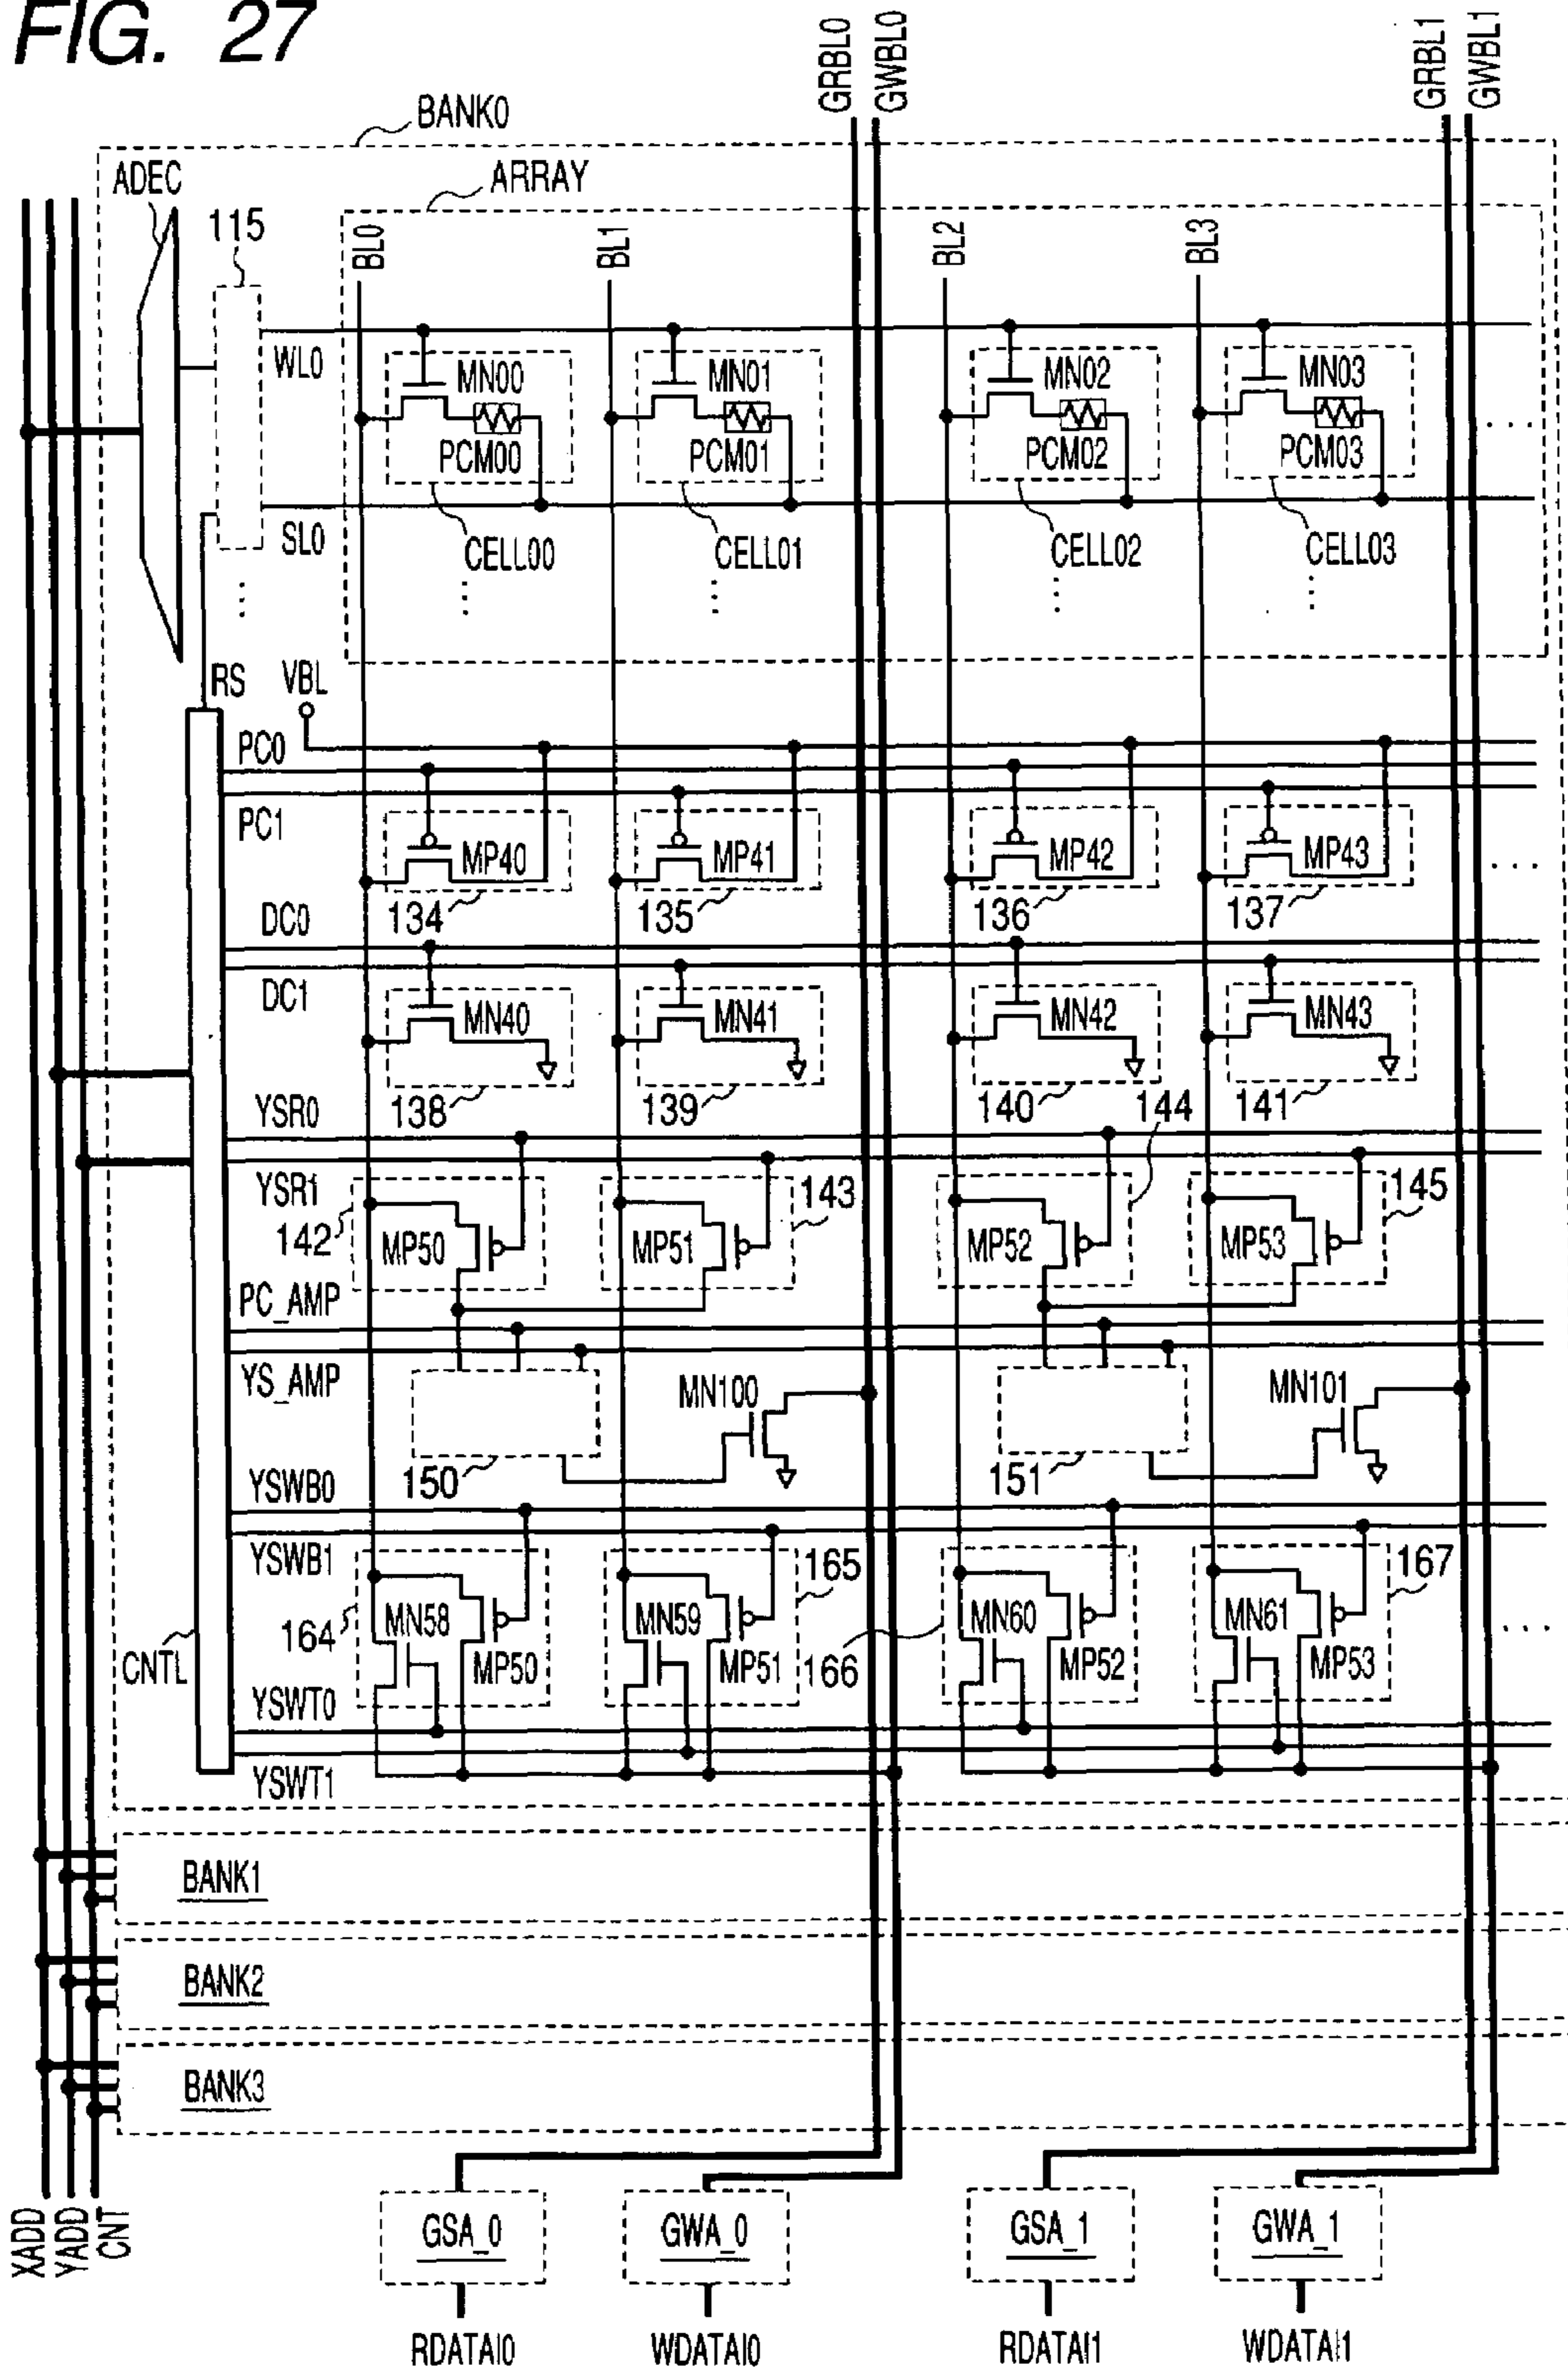 FIG. 27
GRBL0
GWBL0
GRBL1
GWBL1
BANK0
ADEC
ARRAY
115
BL0
BL1
BL2
BL3
WL0
MN00
MN01
MN02
MN03
PCM00
PCM01
PCM02
PCM03
SL0
CELL00
CELL01
CELL02
CELL03
RS
VBL
PC0
PC1
MP40
MP41
MP42
MP43
134
135
136
137
DC0
DC1
MN40
MN41
MN42
MN43
138
139
140
141
144
YSR0
YSR1
142
143
145
MP50
MP51
MP52
MP53
PC_AMP
YS_AMP
MN100
MN101
150
151
YSWB0
YSWB1
164
165
166
167
MN58
MN59
MN60
MN61
MP50
MP51
MP52
MP53
CNTL
YSWT0
YSWT1
BANK1
BANK2
BANK3
XADD
YADD
CNT
GSA_0
GWA_0
GSA_1
GWA_1
RDATAI0
WDATAI0
RDATAI1
WDATAI1